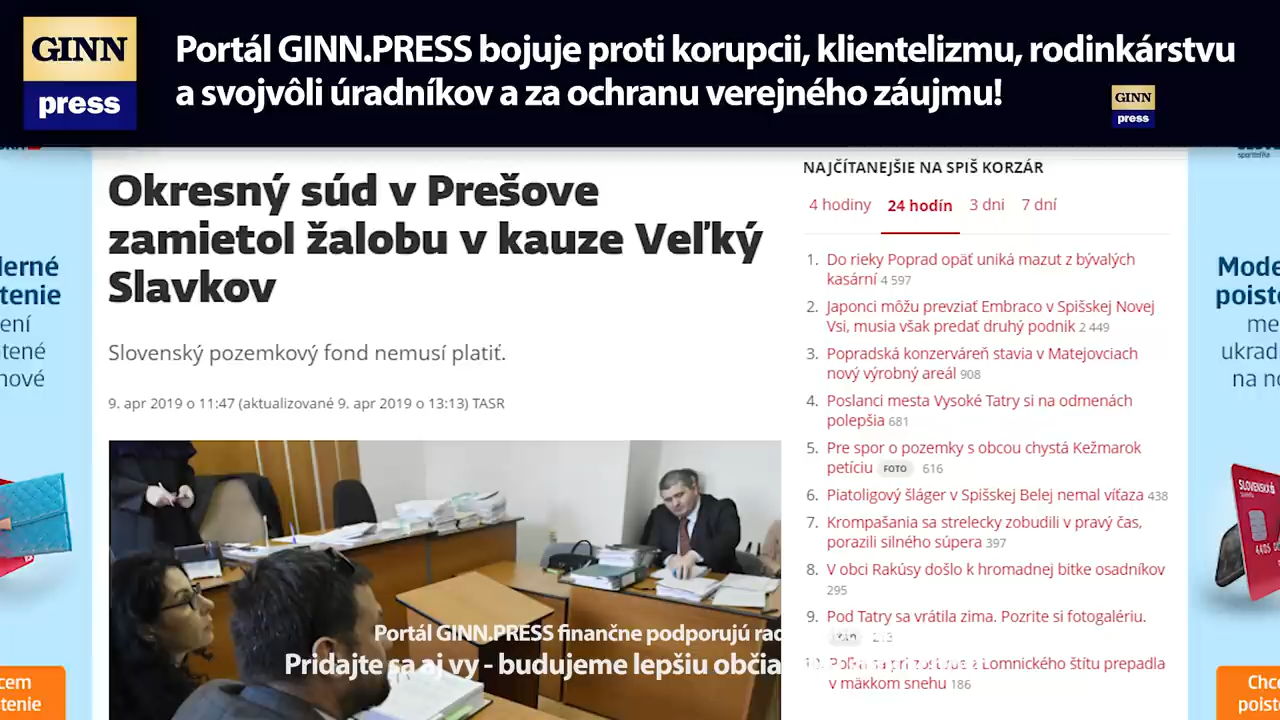 GINN
press
Portál GINN.PRESS bojuje proti korupcii, klientelizmu, rodinkárstvu
a svojvôli úradníkov a za ochranu verejného záujmu!
GINN
press
Okresný súd v Prešove
zamietol žalobu v kauze Veľký
Slavkov
Slovenský pozemkový fond nemusí platiť.
9. apr 2019 o 11:47 (aktualizované 9. apr 2019 o 13:13) TASR
Portál GINN.PRESS finančne podporujú
Pridajte sa aj vy - budujeme lepšiu
NAJČÍTANEJŠIE NA SPIŠ KORZÁR
4 hodiny 24 hodín 3 dni 7 dní
1. Do rieky Poprad opäť uniká mazut z bývalých
kasární 4 597
2. Japonci môžu prevziať Embraco v Spišskej Novej
Vsi, musia však predať druhý podnik 2 449
3. Popradská konzerváreň stavia v Matejovciach
nový výrobný areál 908
4. Poslanci mesta Vysoké Tatry si na odmenách
polepšia 681
5. Pre spor o pozemky s obcou chystá Kežmarok
petíciu FOTO 616
6. Piatoligový šláger v Spišskej Belej nemal víťaza 438
7. Krompašania sa strelecky zobudili v pravý čas,
porazili silného súpera 397
8. V obci Rakúsy došlo k hromadnej bitke osadníkov
295
9. Pod Tatry sa vrátila zima. Pozrite si fotogalériu.
Lomnického štítu prepadla
v mäkkom snehu 186
SLOVENSKÁ